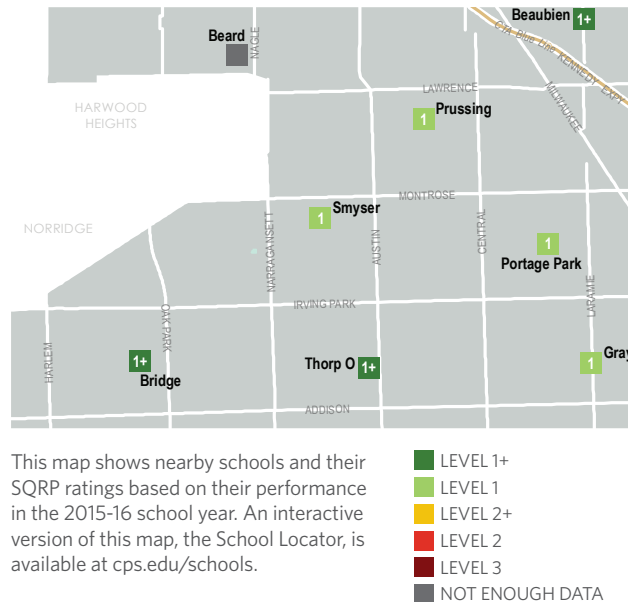 Beaubien
1+
Beard
NAGLE
CTA Blue Line KENNEDY EXPY
LAWRENCE
MILWAUKEE
HARWOOD
HEIGHTS
Prussing
1
MONTROSE
Smyser
1
NORRIDGE
NARRAGANSETT
AUSTIN
CENTRAL
1
Portage Park
LARAMIE
IRVING PARK
OAK PARK
HARLEM
1+
Bridge
Thorp O
1+
Gray
1
ADDISON
This map shows nearby schools and their
SQRP ratings based on their performance
in the 2015-16 school year. An interactive
version of this map, the School Locator, is
available at cps.edu/schools.
LEVEL 1+
LEVEL 1
LEVEL 2+
LEVEL 2
LEVEL 3
NOT ENOUGH DATA